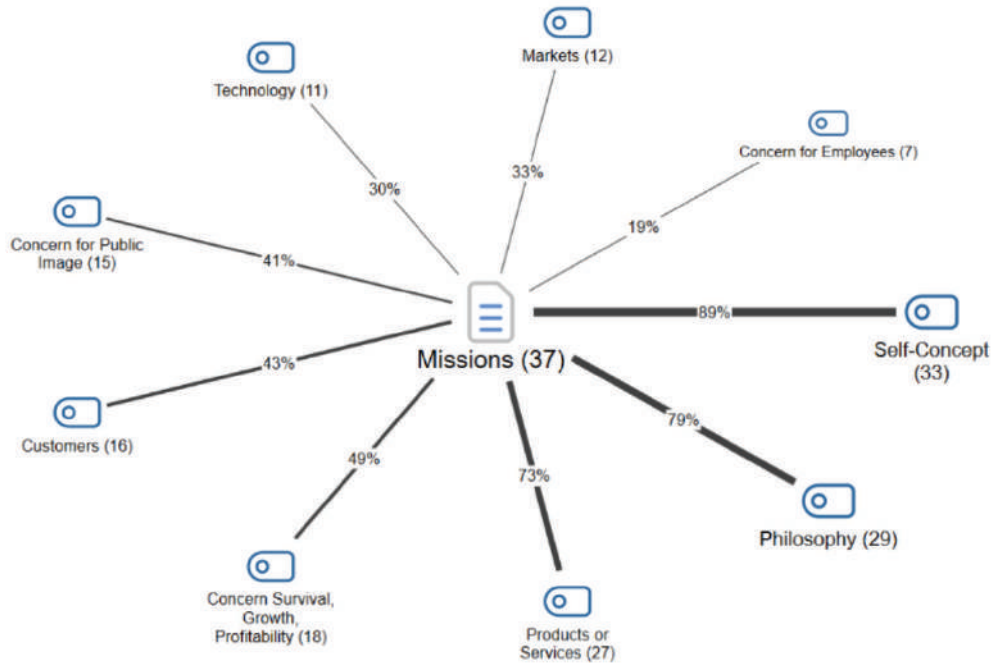 Markets (12)
Technology (11)
Concern for Employees (7)
33%
30%
19%
Concern for Public
Image (15)
41%
89%
Self-Concept
(33)
Missions (37)
43%
Customers (16)
79%
49%
73%
Philosophy (29)
Concern Survival,
Growth,
Profitability (18)
Products or
Services (27)